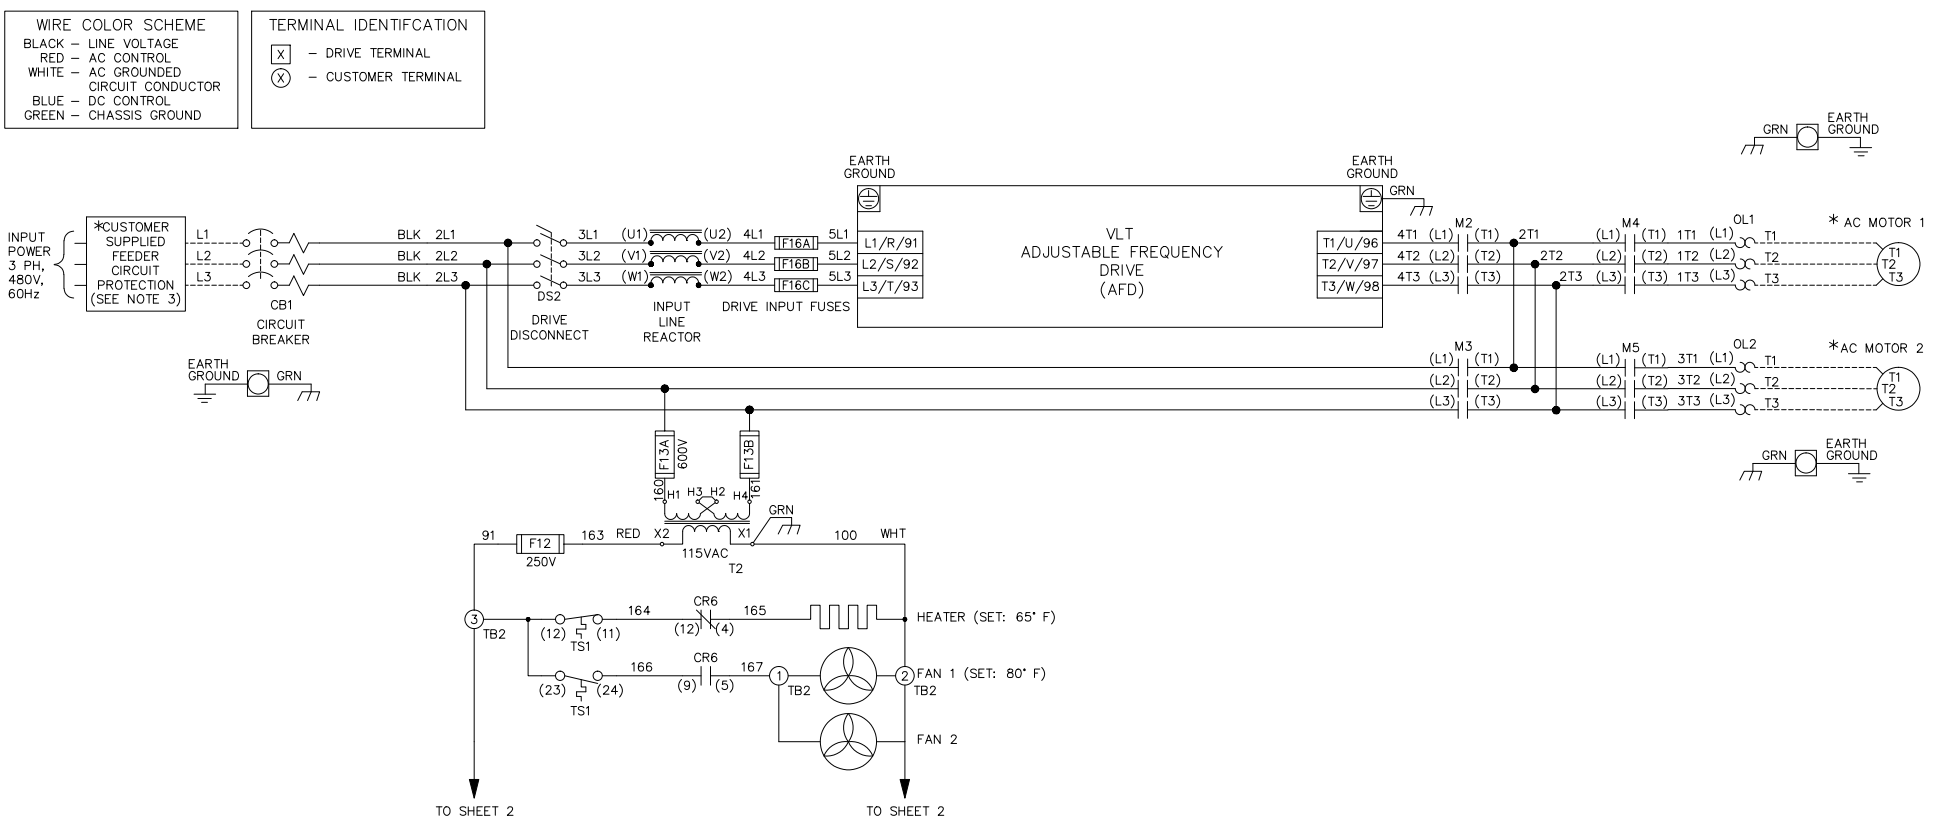 WIRE COLOR SCHEME
BLACK – LINE VOLTAGE
RED – AC CONTROL
WHITE – AC GROUNDED
CIRCUIT CONDUCTOR
BLUE – DC CONTROL
GREEN – CHASSIS GROUND
TERMINAL IDENTIFCATION
X – DRIVE TERMINAL
X – CUSTOMER TERMINAL
INPUT
POWER
3 PH,
480V,
60Hz
*CUSTOMER
SUPPLIED
FEEDER
CIRCUIT
PROTECTION
(SEE NOTE 3)
L1
L2
L3
CB1
CIRCUIT
BREAKER
EARTH
GROUND
GRN
BLK 2L1
BLK 2L2
BLK 2L3
DS2
DRIVE
DISCONNECT
3L1 (U1) (U2) 4L1 F16A 5L1
3L2 (V1) (V2) 4L2 F16B 5L2
3L3 (W1) (W2) 4L3 F16C 5L3
INPUT
LINE
REACTOR
DRIVE INPUT FUSES
EARTH
GROUND
L1/R/91
L2/S/92
L3/T/93
VLT
ADJUSTABLE FREQUENCY
DRIVE
(AFD)
EARTH
GROUND
GRN
T1/U/96
T2/V/97
T3/W/98
M2
4T1 (L1) (T1) 2T1
4T2 (L2) (T2) 2T2
4T3 (L3) (T3) 2T3
M4
(L1) (T1) 1T1 (L1) T1
(L2) (T2) 1T2 (L2) T2
(L3) (T3) 1T3 (L3) T3
OL1
* AC MOTOR 1
T1
T2
T3
GRN
EARTH
GROUND
M3
(L1) (T1)
(L2) (T2)
(L3) (T3)
M5
(L1) (T1) 3T1 (L1) T1
(L2) (T2) 3T2 (L2) T2
(L3) (T3) 3T3 (L3) T3
OL2
*AC MOTOR 2
T1
T2
T3
GRN
EARTH
GROUND
F13A
600V
F13B
160
161
H1 H3 H2 H4
GRN
91 F12 163 RED X2 X1 100 WHT
250V
115VAC
T2
3
TB2
164 CR6 165
(12) (11) (12) (4)
TS1
HEATER (SET: 65° F)
166 CR6 167
(23) (24) (9) (5)
TS1
1
TB2
2
TB2
FAN 1 (SET: 80° F)
FAN 2
TO SHEET 2
TO SHEET 2